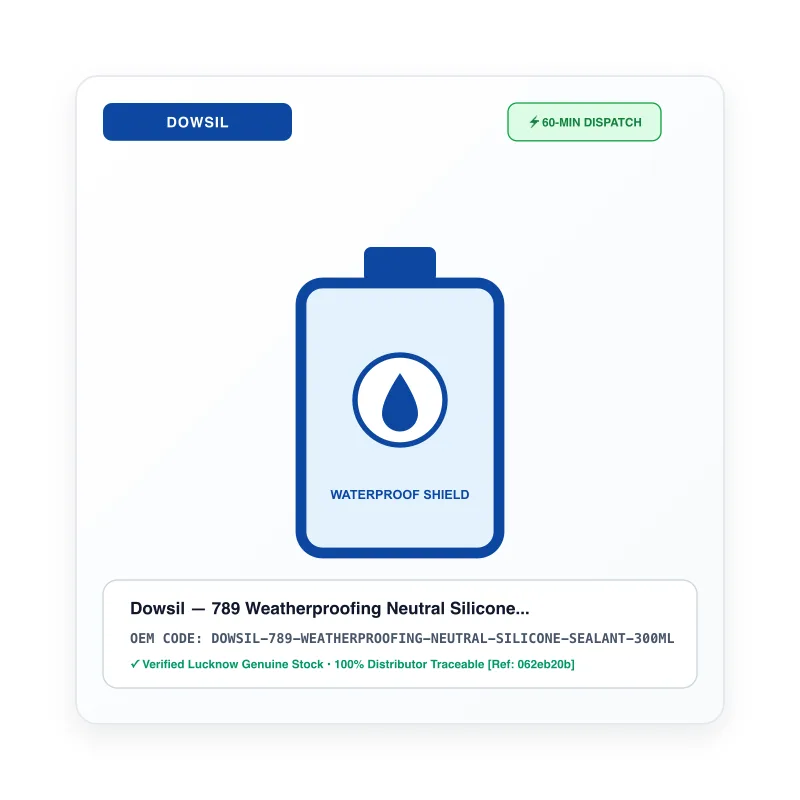 DOWSIL
⚡60-MIN DISPATCH
WATERPROOF SHIELD
Dowsil — 789 Weatherproofing Neutral Silicone...
OEM CODE: DOWSIL-789-WEATHERPROOFING-NEUTRAL-SILICONE-SEALANT-300ML
✓ Verified Lucknow Genuine Stock · 100% Distributor Traceable [Ref: 062eb20b]